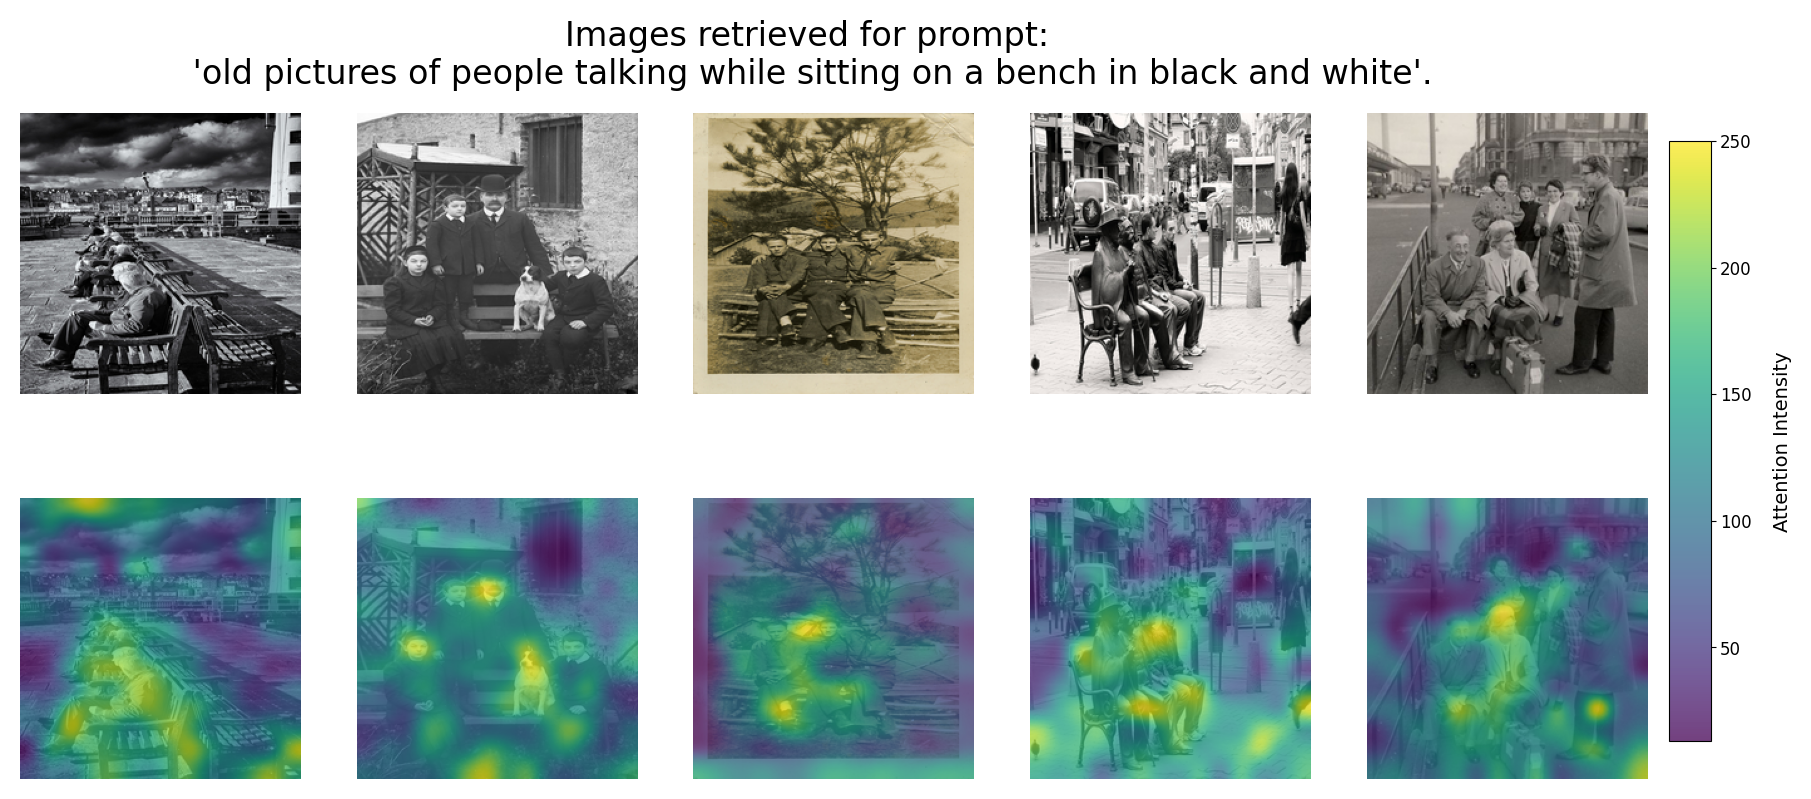 Images retrieved for prompt:
'old pictures of people talking while sitting on a bench in black and white'.
250
200
150
100
50
Attention Intensity